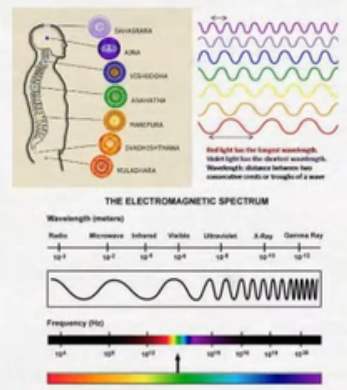 SAHASRARA
AJNA
VISHUDDHA
ANAHATHA
MANIPURA
SVADHISHTHANA
MULADHARA
Red light has the longest wavelength.
Violet light has the shortest wavelength.
Wavelength: distance between two
consecutive crests or troughs of a wave
THE ELECTROMAGNETIC SPECTRUM
Wavelength (meters)
Radio Microwave Infrared Visible Ultraviolet X-Ray Gamma Ray
Frequency (Hz)